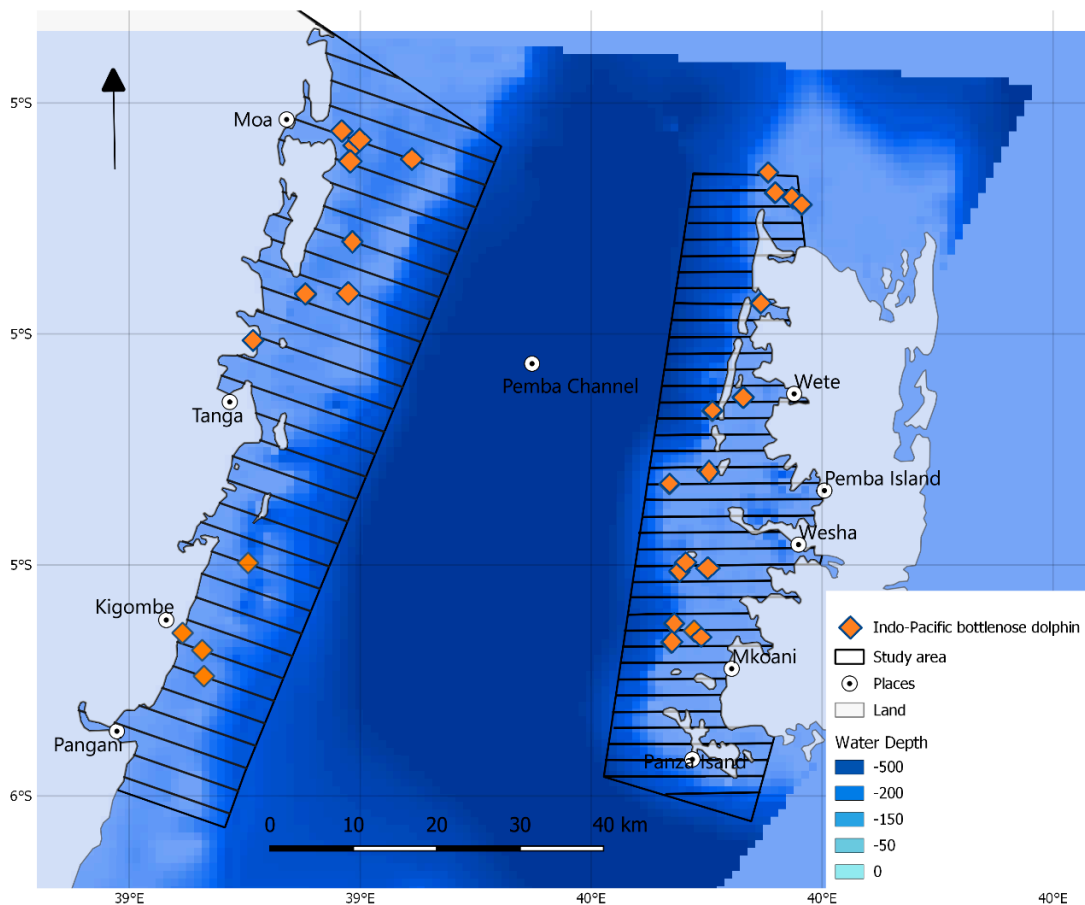 5°S
Moa
5°S
Pemba Channel
Wete
Tanga
Pemba Island
Wesha
5°S
Kigombe
Mkoani
Pangani
Panza Isand
6°S
0 10 20 30 40 km
39°E 39°E 40°E 40°E 40°E
Indo-Pacific bottlenose dolphin
Study area
Places
Land
Water Depth
-500
-200
-150
-50
0